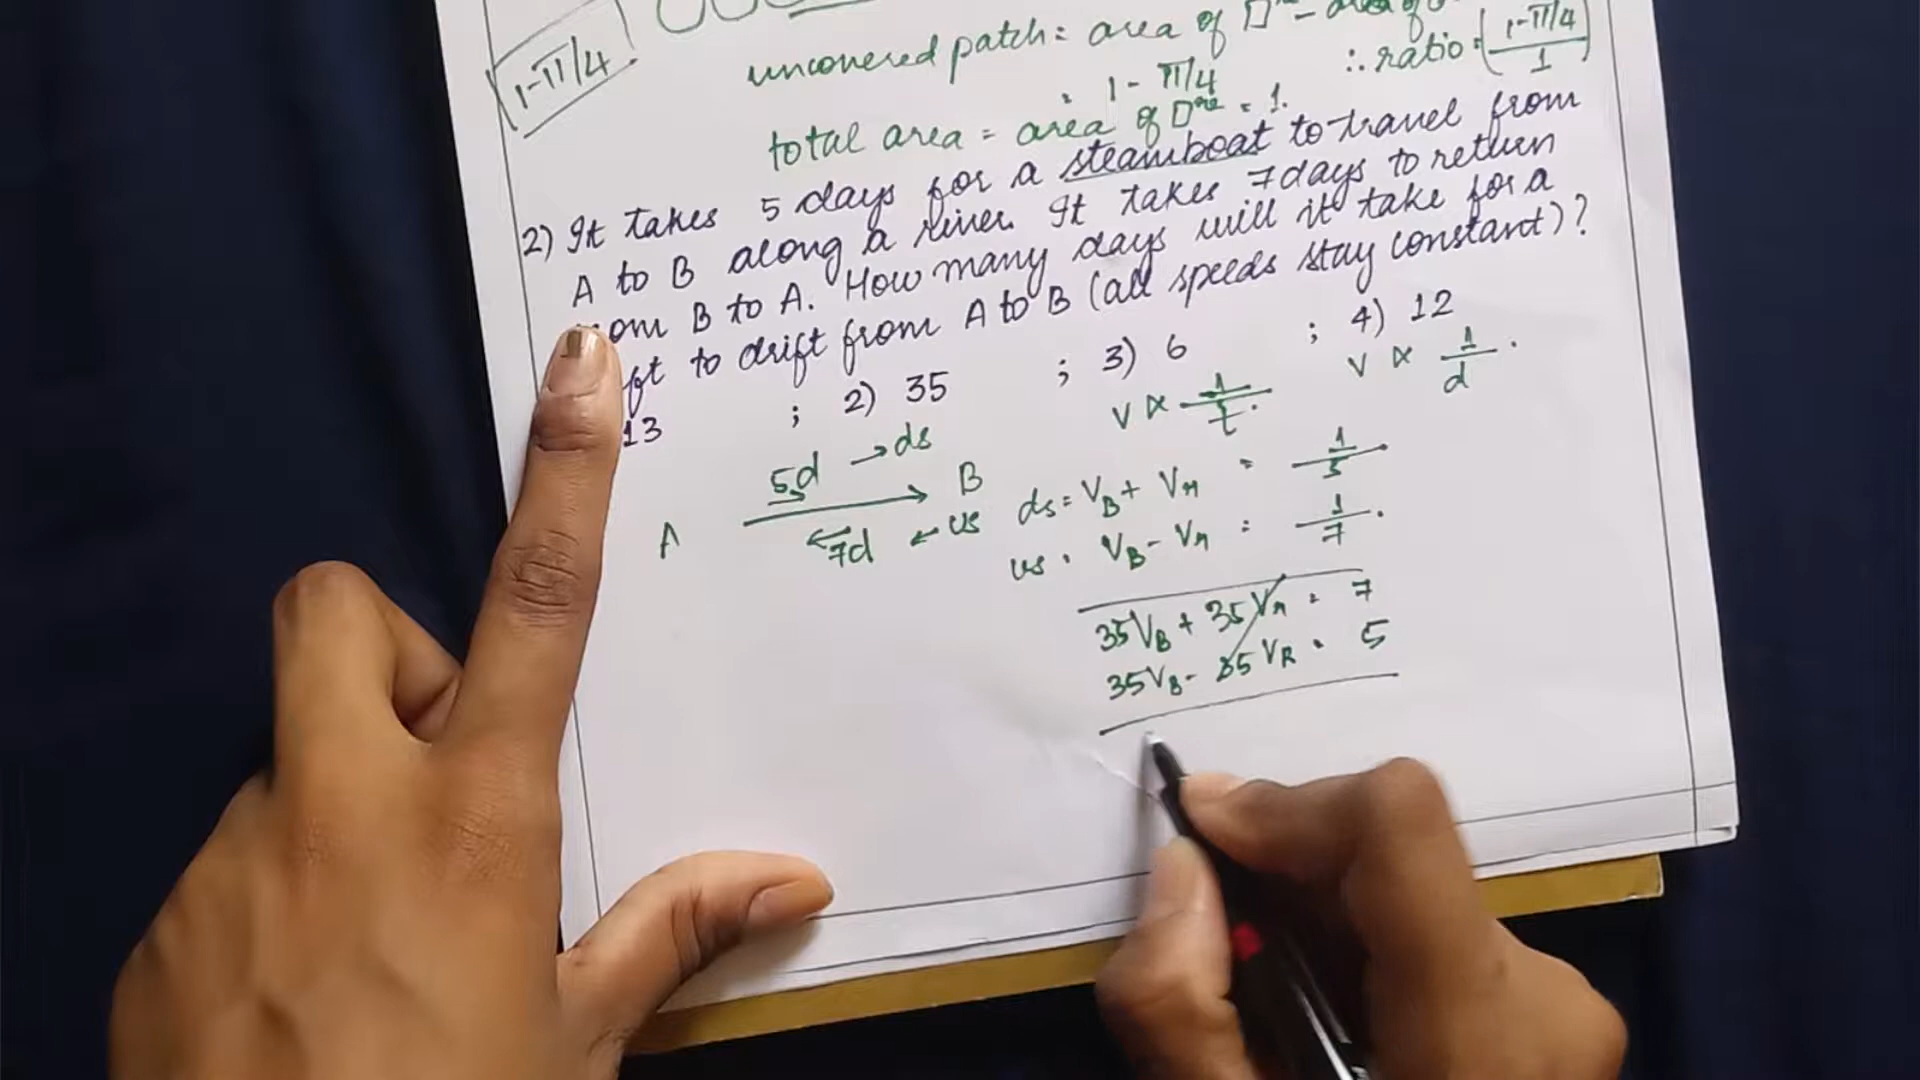 1-π/4
uncovered patch = area of □re - area of
= 1 - π/4
∴ ratio = (1-π/4 / 1)
total area = area of □re = 1.
2) It takes 5 days for a steamboat to travel from
A to B along a river. It takes 7 days to return
from B to A. How many days will it take for a
to drift from A to B (all speeds stay constant)?
13 ; 2) 35 ; 3) 6 ; 4) 12
V ∝ 1/t. V ∝ 1/d.
5d → ds
A B
7d ← us
ds = VB + VR = 1/5
us = VB - VR = 1/7.
35VB + 35VR = 7
35VB - 35VR = 5